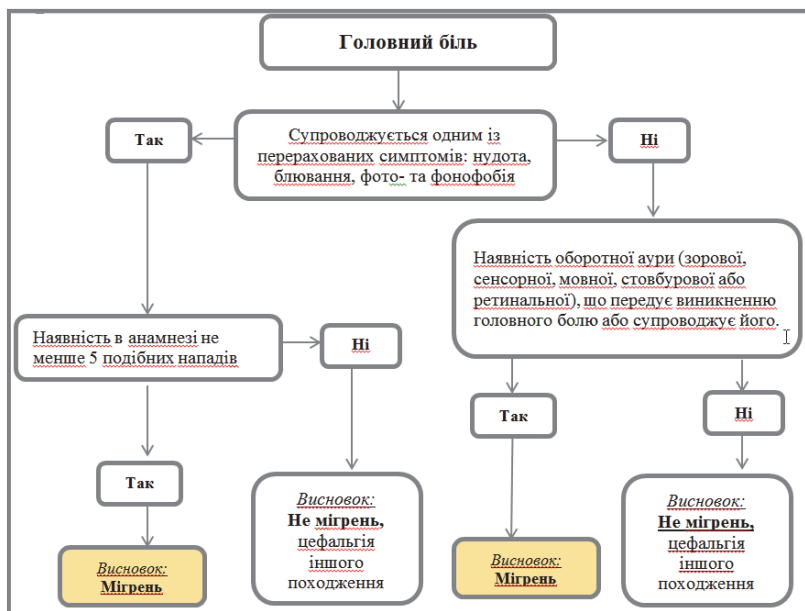 Головний біль
Так
Супроводжується одним із
перерахованих симптомів: нудота,
блювання, фото- та фонофобія
Ні
Наявність оборотної аури (зорової,
сенсорної, мовної, стовбурової або
ретинальної), шо передує виникненню
головного болю або супроводжує його.
Наявність в анамнезі не
менше 5 подібних нападів
Ні
Так
Ні
Так
Висновок:
Не мігрень,
цефальгія
іншого
походження
Висновок:
Не мігрень,
цефальгія
іншого
походження
Висновок:
Мігрень
Висновок:
Мігрень